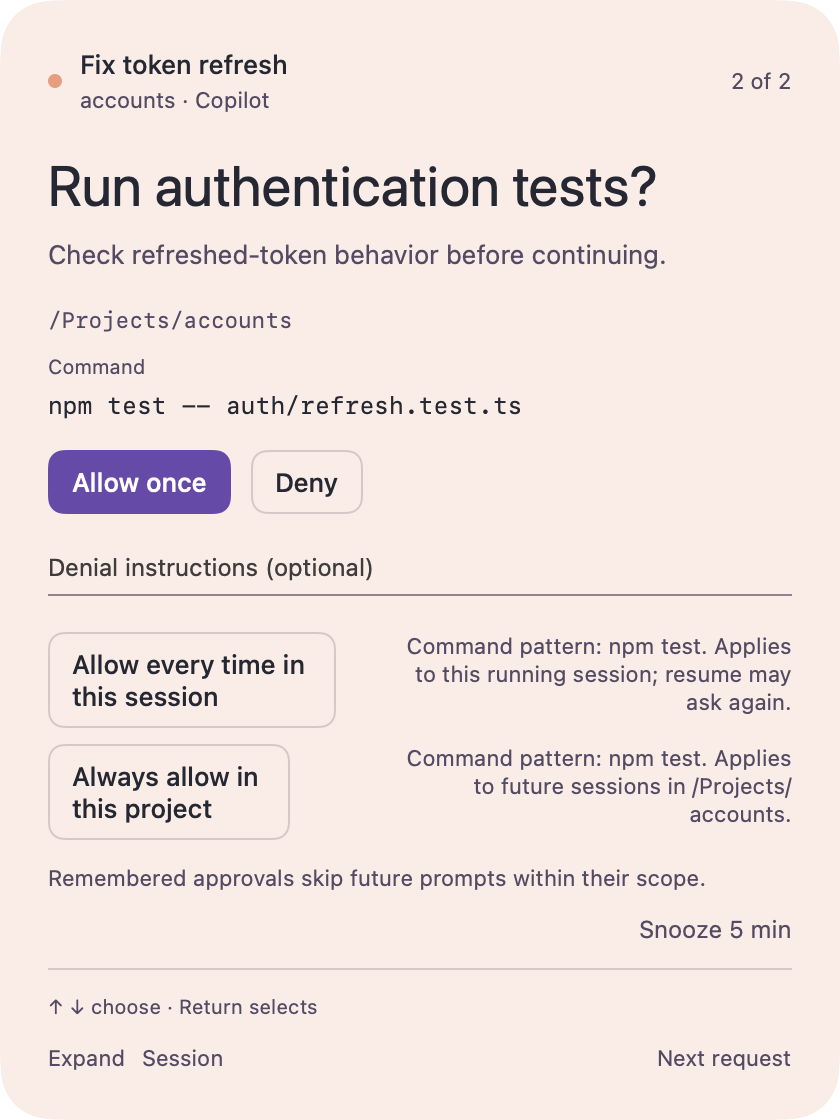 Fix token refresh
accounts · Copilot
2 of 2
Run authentication tests?
Check refreshed-token behavior before continuing.
/Projects/accounts
Command
npm test -- auth/refresh.test.ts
Allow once
Deny
Denial instructions (optional)
Allow every time in
this session
Command pattern: npm test. Applies
to this running session; resume may
ask again.
Always allow in
this project
Command pattern: npm test. Applies
to future sessions in /Projects/
accounts.
Remembered approvals skip future prompts within their scope.
Snooze 5 min
↑ ↓ choose · Return selects
Expand
Session
Next request